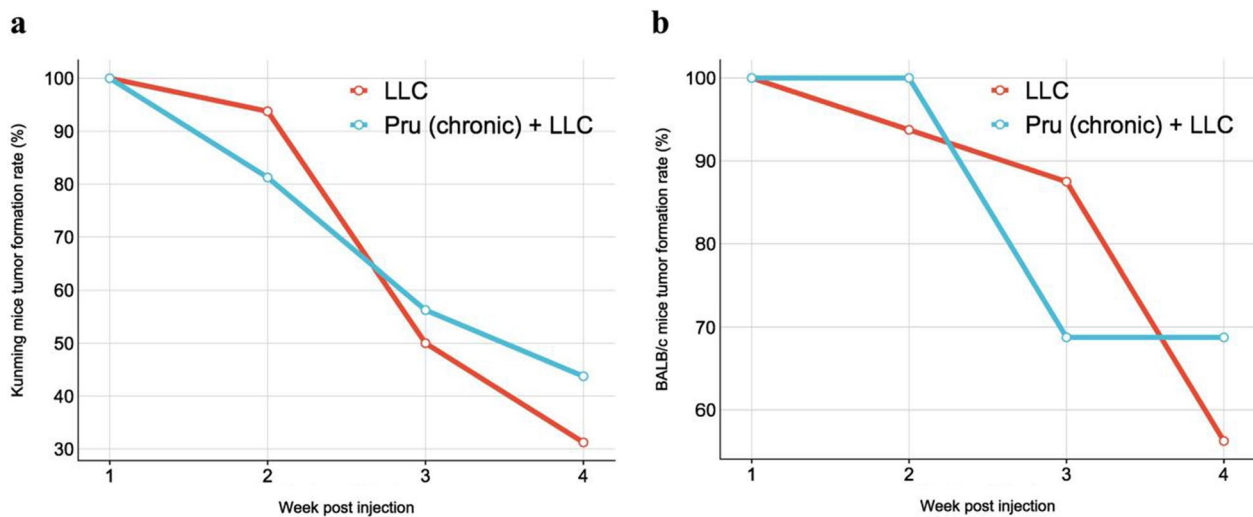 a
Kunming mice tumor formation rate (%)
100
90
80
70
60
50
40
30
LLC
Pru (chronic) + LLC
1 2 3 4
Week post injection
b
BALB/c mice tumor formation rate (%)
100
90
80
70
60
LLC
Pru (chronic) + LLC
1 2 3 4
Week post injection